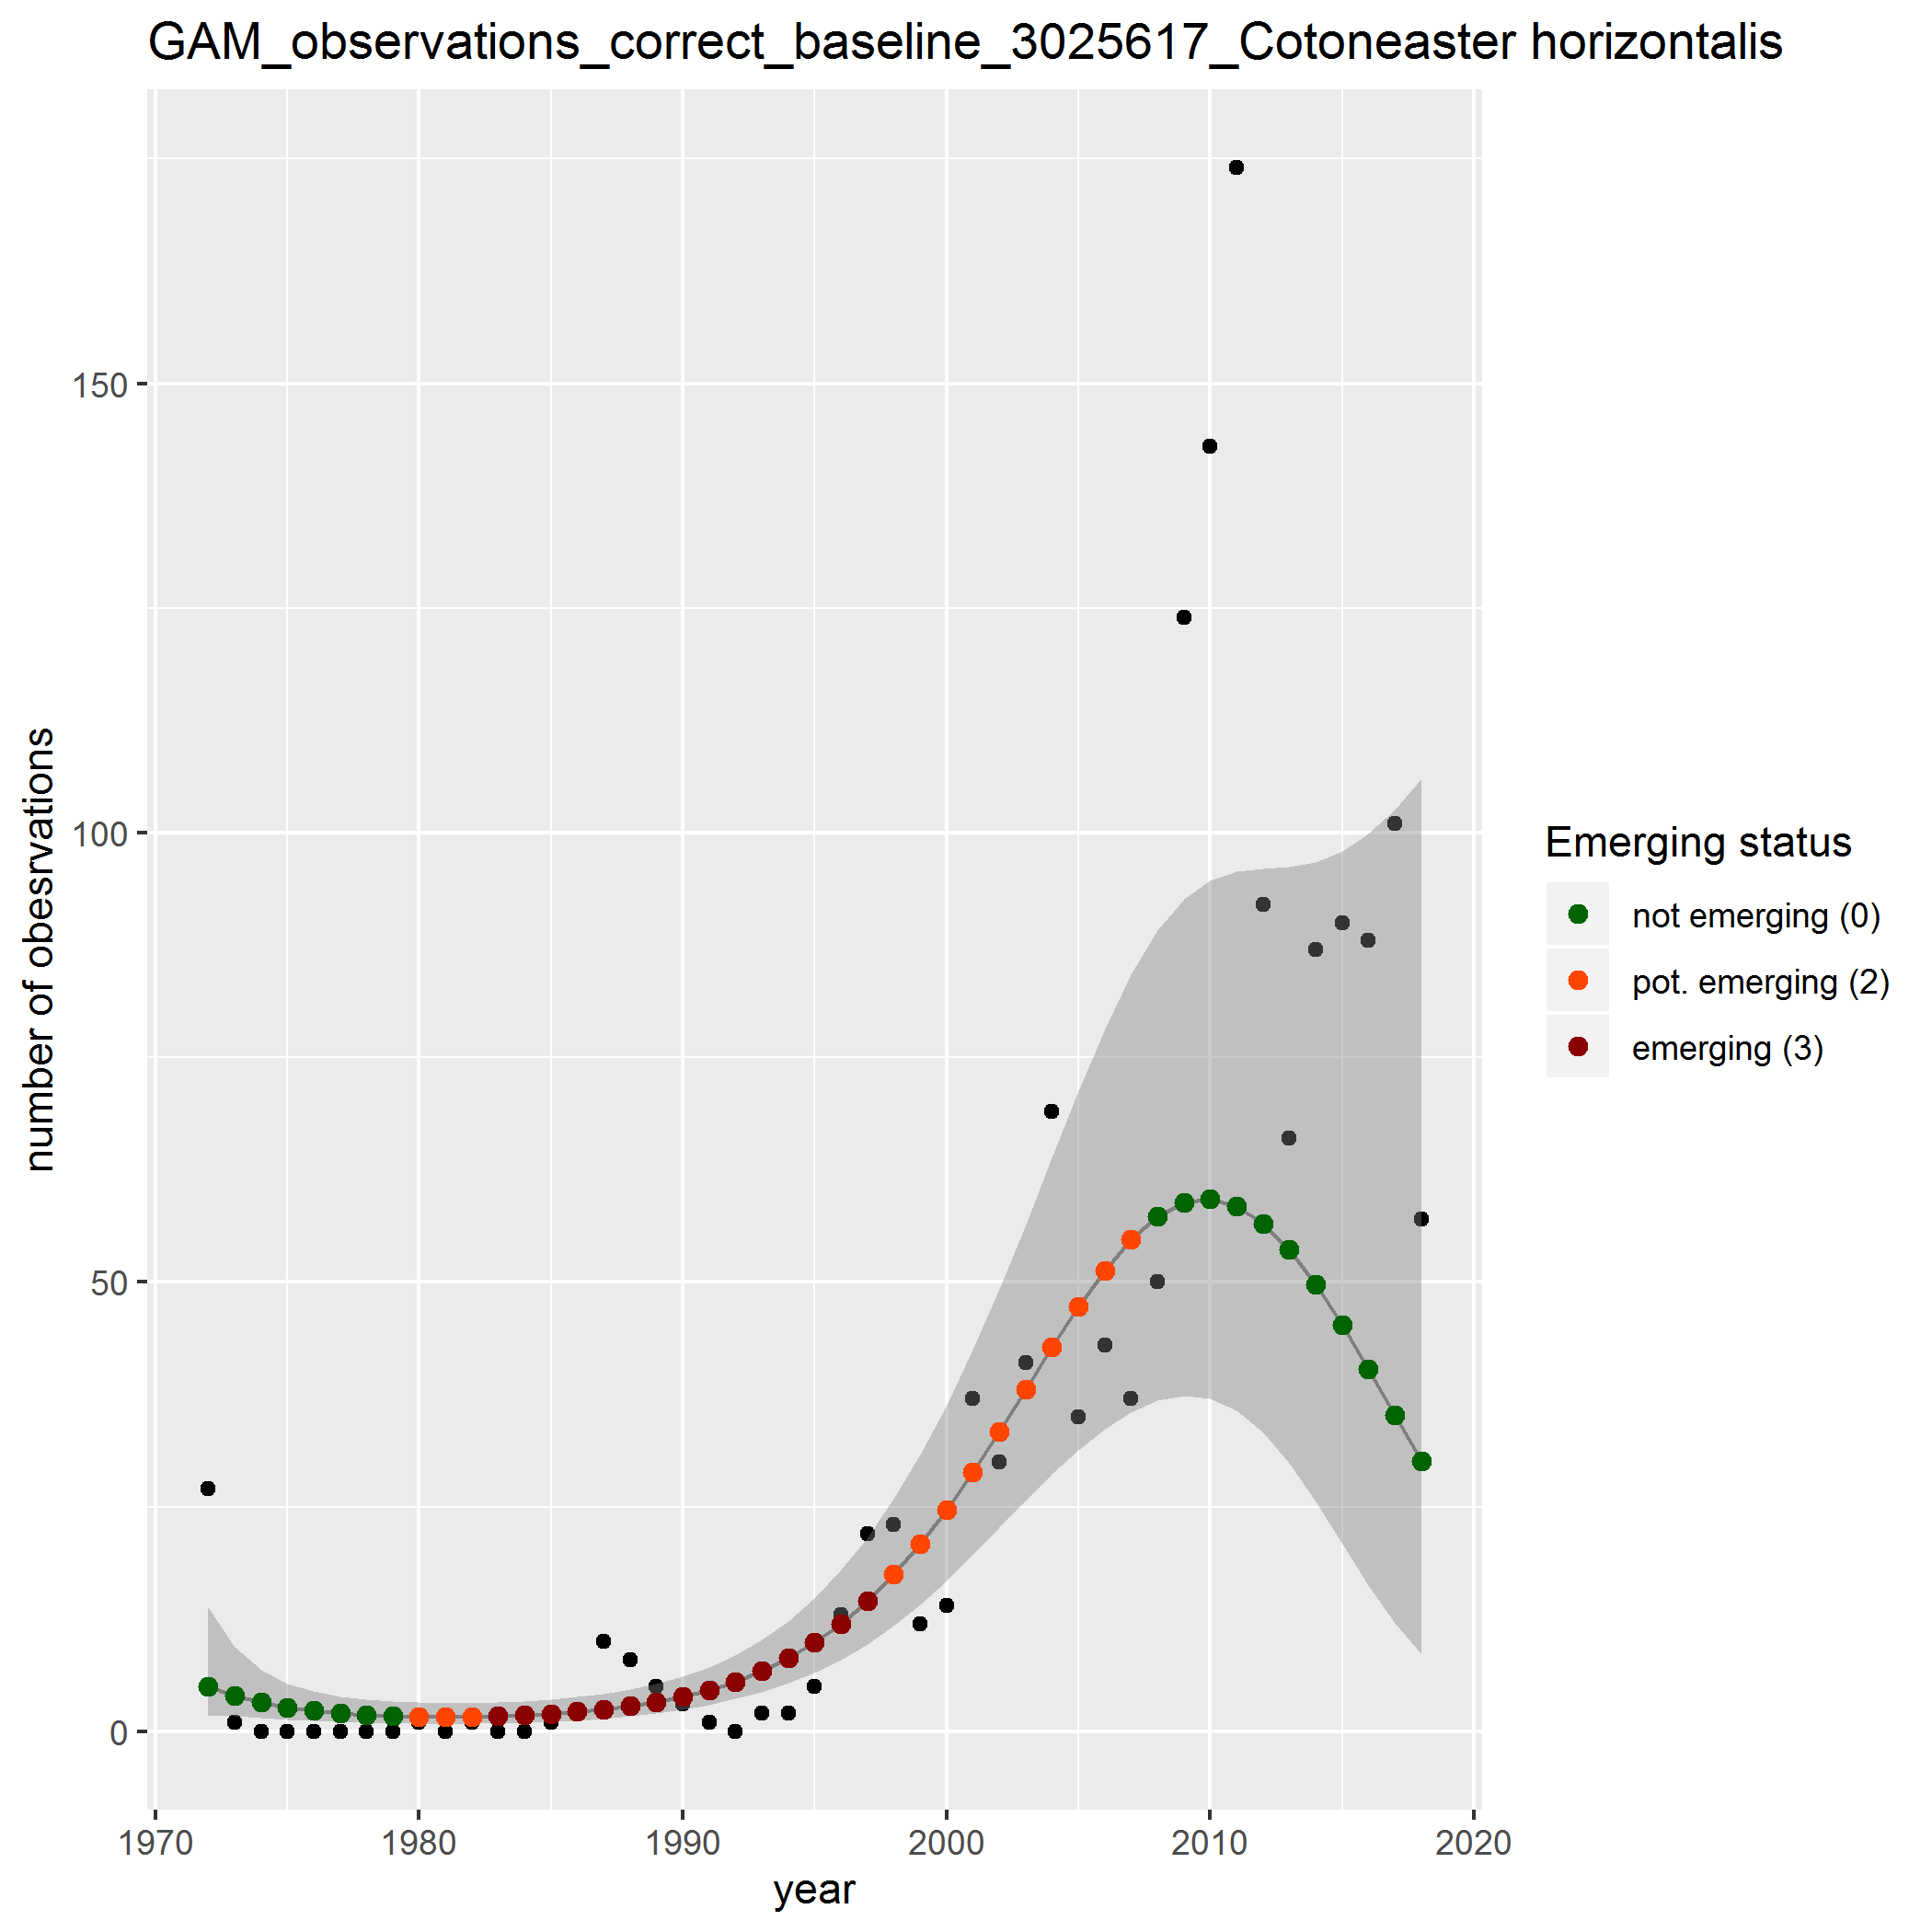 GAM_observations_correct_baseline_3025617_Cotoneaster horizontalis
150
100
50
0
number of obesrvations
1970 1980 1990 2000 2010 2020
year
Emerging status
not emerging (0)
pot. emerging (2)
emerging (3)